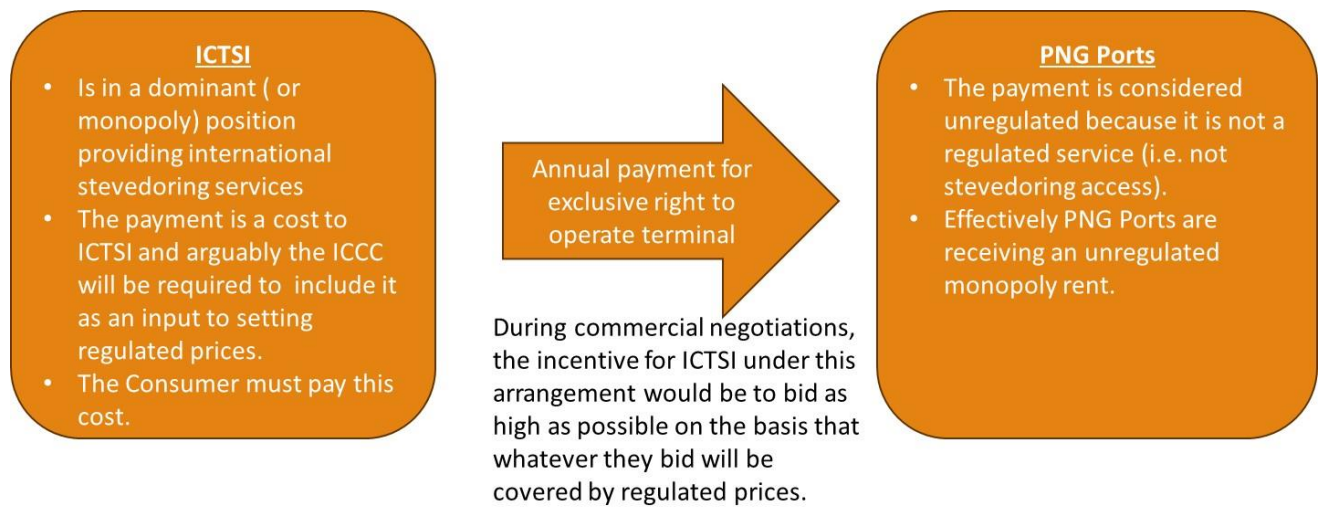 ICTSI
• Is in a dominant ( or
monopoly) position
providing international
stevedoring services
• The payment is a cost to
ICTSI and arguably the ICCC
will be required to include it
as an input to setting
regulated prices.
• The Consumer must pay this
cost.
Annual payment for
exclusive right to
operate terminal
During commercial negotiations,
the incentive for ICTSI under this
arrangement would be to bid as
high as possible on the basis that
whatever they bid will be
covered by regulated prices.
PNG Ports
• The payment is considered
unregulated because it is not a
regulated service (i.e. not
stevedoring access).
• Effectively PNG Ports are
receiving an unregulated
monopoly rent.